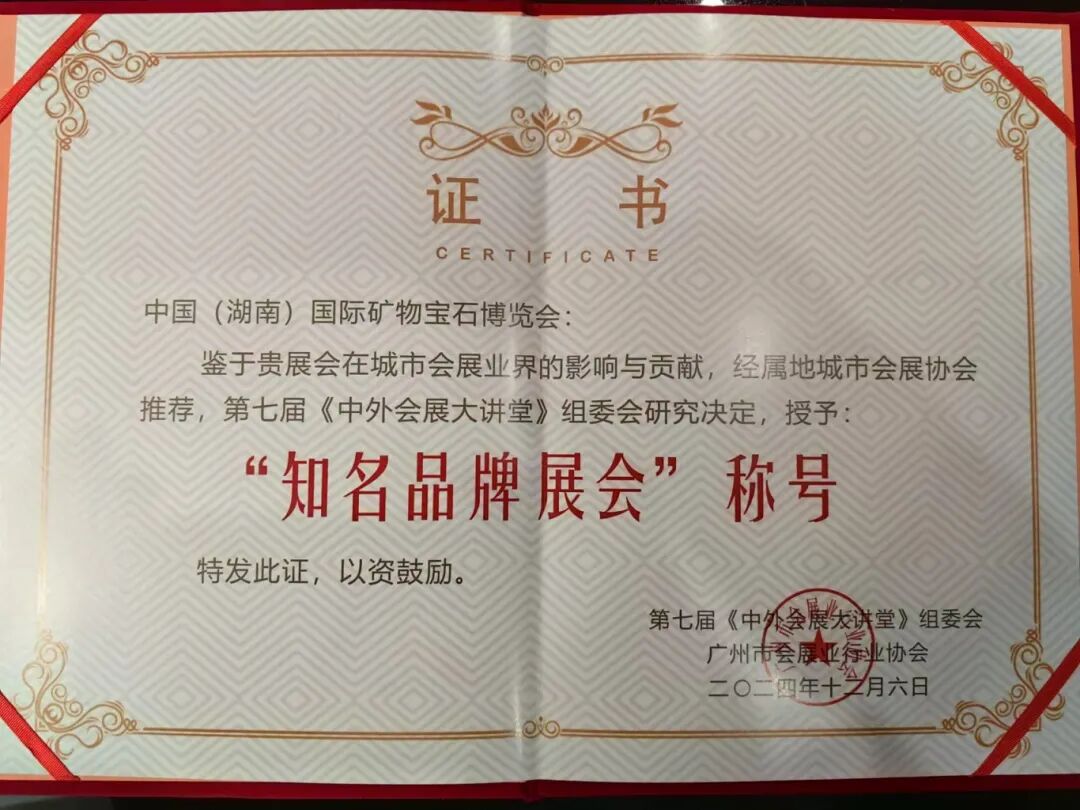 证 书
CERTIFICATE
中国（湖南）国际矿物宝石博览会：
鉴于贵展会在城市会展业界的影响与贡献，经属地城市会展协会
推荐，第七届《中外会展大讲堂》组委会研究决定，授予：
“知名品牌展会”称号
特发此证，以资鼓励。
第七届《中外会展大讲堂》组委会
广州市会展业行业协会
二〇二四年十二月六日